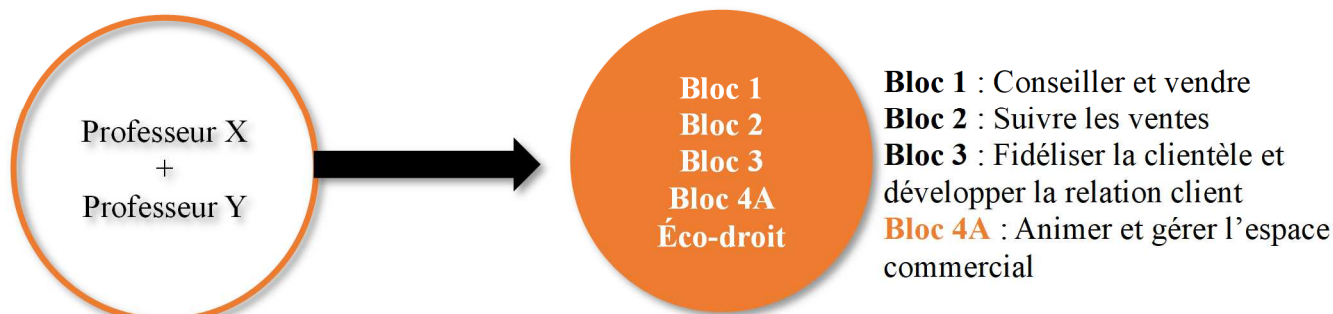 Professeur X
+
Professeur Y
Bloc 1
Bloc 2
Bloc 3
Bloc 4A
Éco-droit
Bloc 1 : Conseiller et vendre
Bloc 2 : Suivre les ventes
Bloc 3 : Fidéliser la clientèle et
développer la relation client
Bloc 4A : Animer et gérer l’espace
commercial